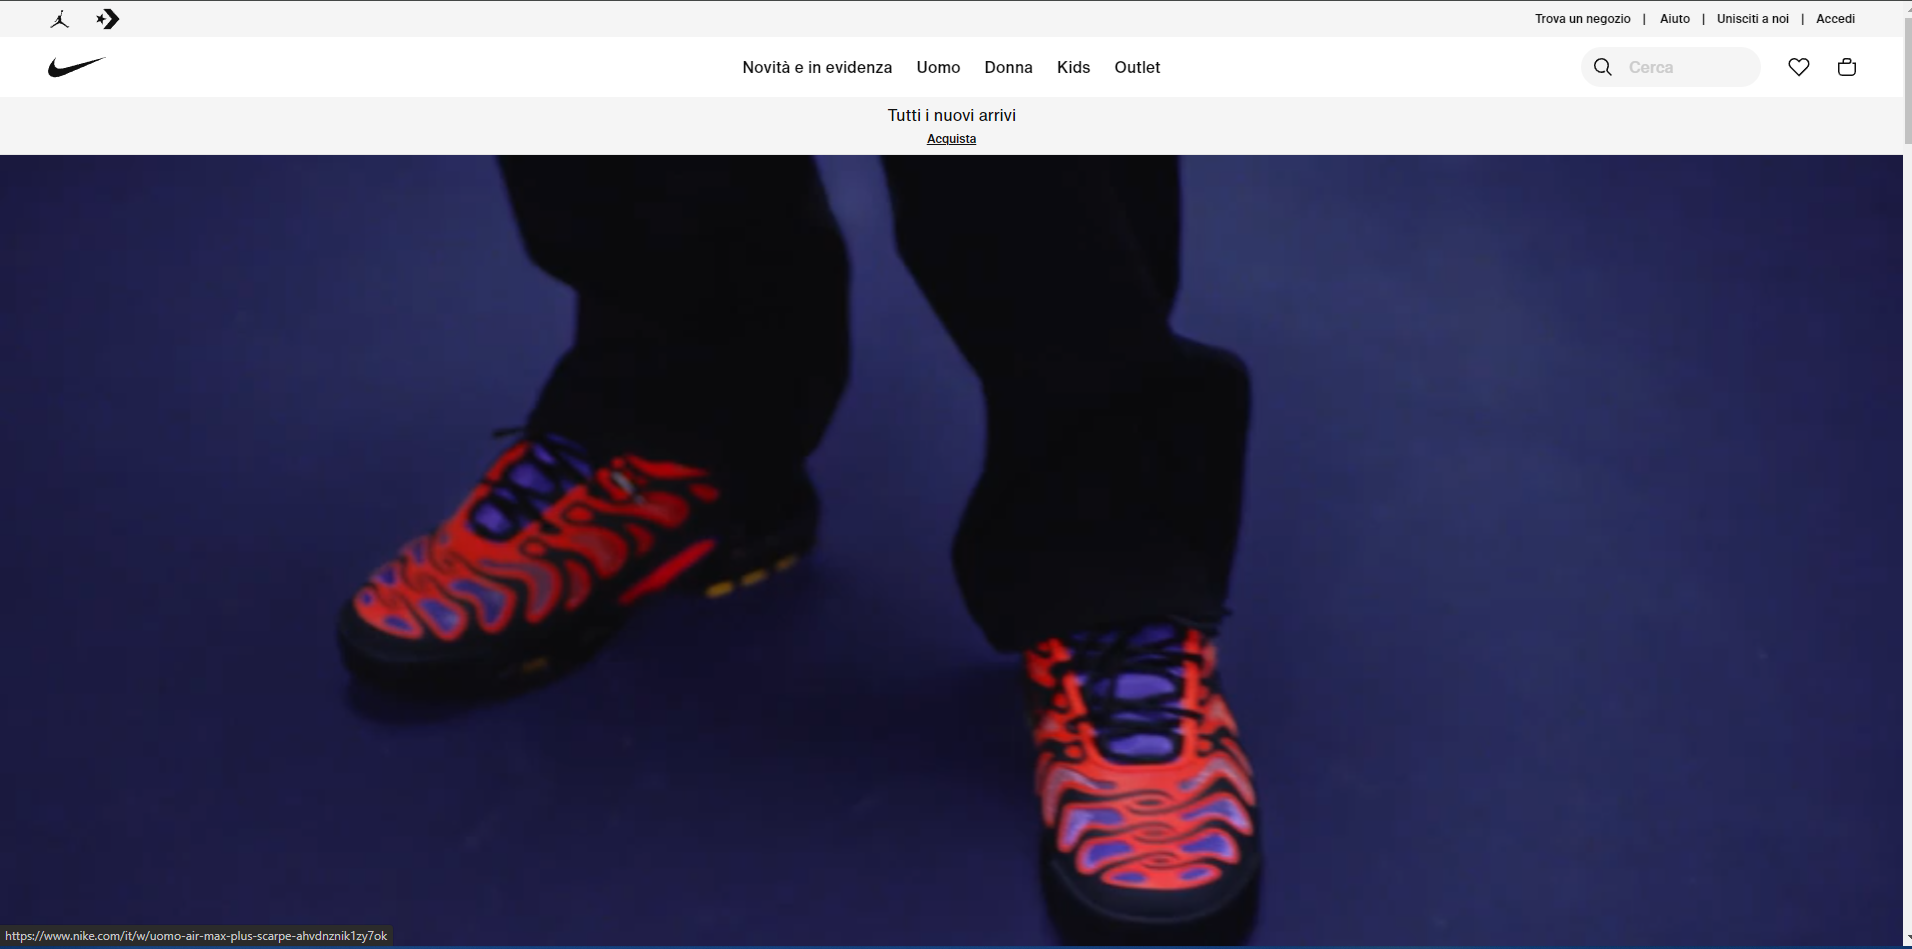 Trova un negozio | Aiuto | Unisciti a noi | Accedi
Novità e in evidenza Uomo Donna Kids Outlet Cerca
Tutti i nuovi arrivi
Acquista
https://www.nike.com/it/w/uomo-air-max-plus-scarpe-ahvdnznik1zy7ok